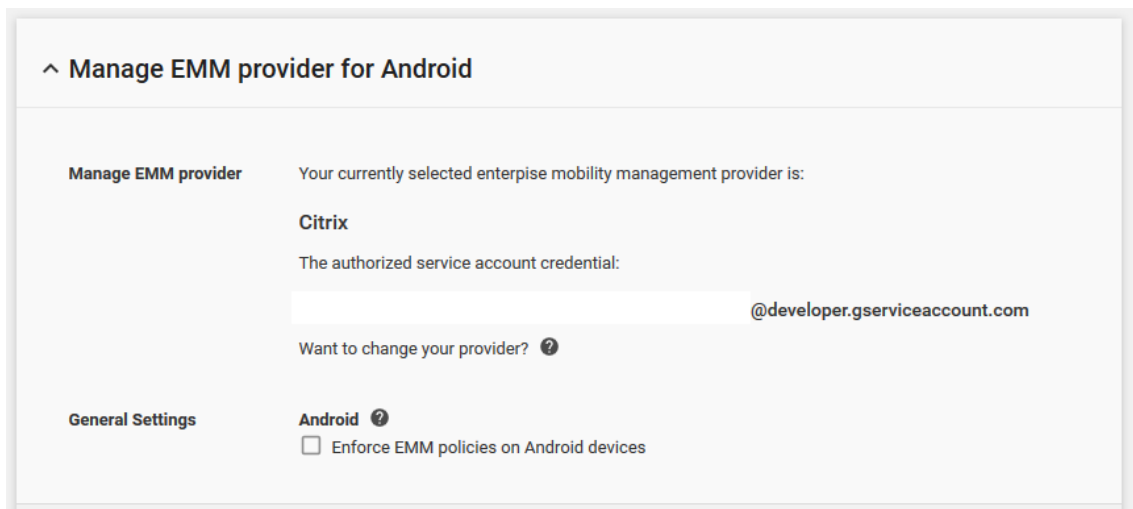 Manage EMM provider for Android
Manage EMM provider
Your currently selected enterpise mobility management provider is:
Citrix
The authorized service account credential:
@developer.gserviceaccount.com
Want to change your provider?
General Settings
Android
Enforce EMM policies on Android devices